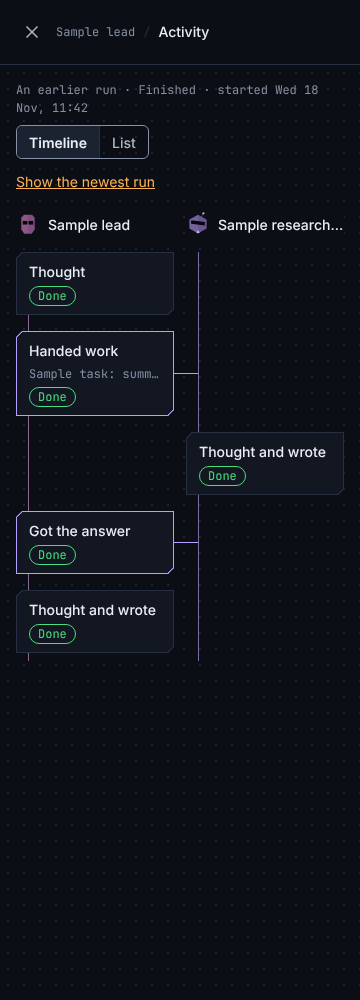 Sample lead / Activity
An earlier run · Finished · started Wed 18
Nov, 11:42
Timeline List
Show the newest run
Sample lead Sample research…
Thought
Done
Handed work
Sample task: summ…
Done
Thought and wrote
Done
Got the answer
Done
Thought and wrote
Done